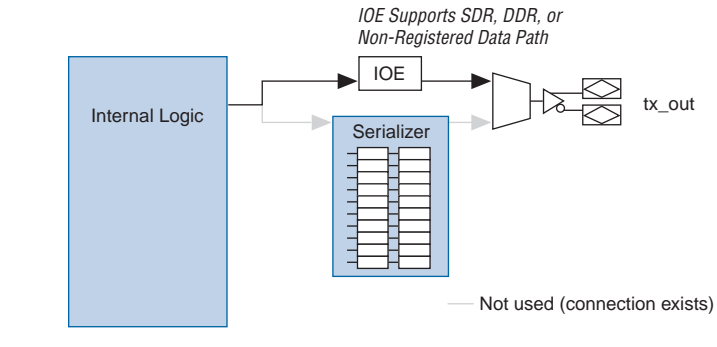 IOE Supports SDR, DDR, or
Non-Registered Data Path
IOE
Internal Logic
tx_out
Serializer
Not used (connection exists)